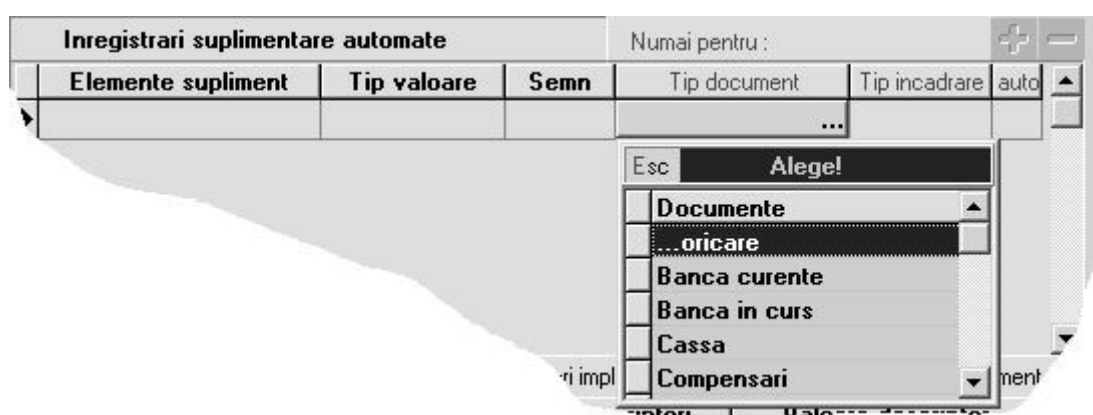 Inregistrari suplimentare automate Numai pentru :
Elemente supliment Tip valoare Semn Tip document Tip incadrare auto
...
Esc Alege!
Documente
...oricare
Banca curente
Banca in curs
Cassa
Compensari